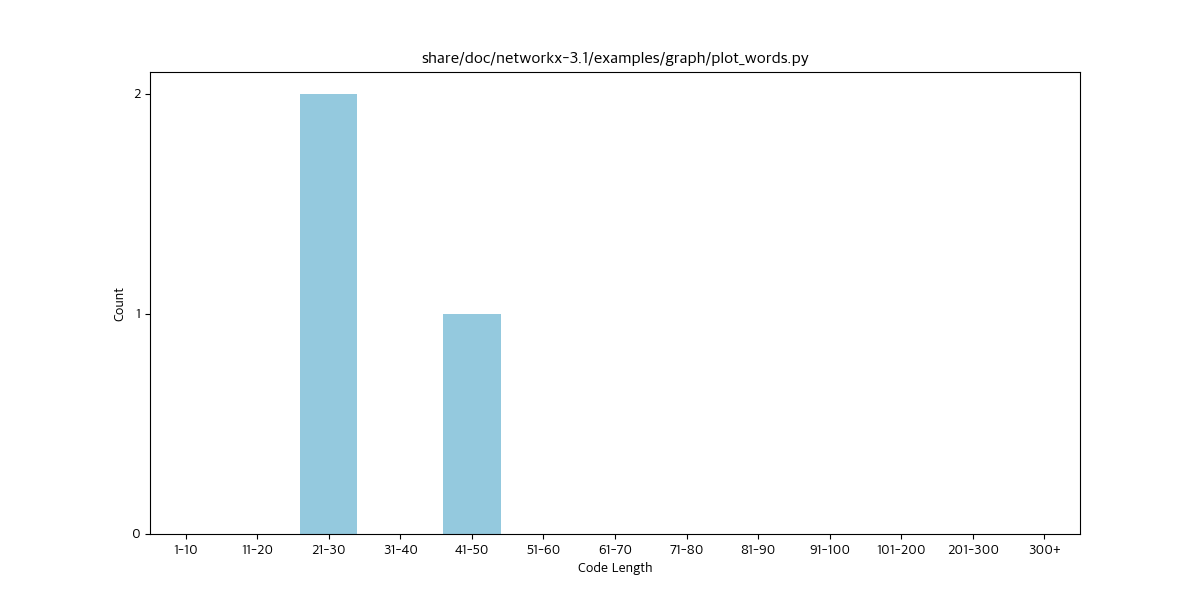 share/doc/networkx-3.1/examples/graph/plot_words.py
2
1
0
Count
1-10 11-20 21-30 31-40 41-50 51-60 61-70 71-80 81-90 91-100 101-200 201-300 300+
Code Length